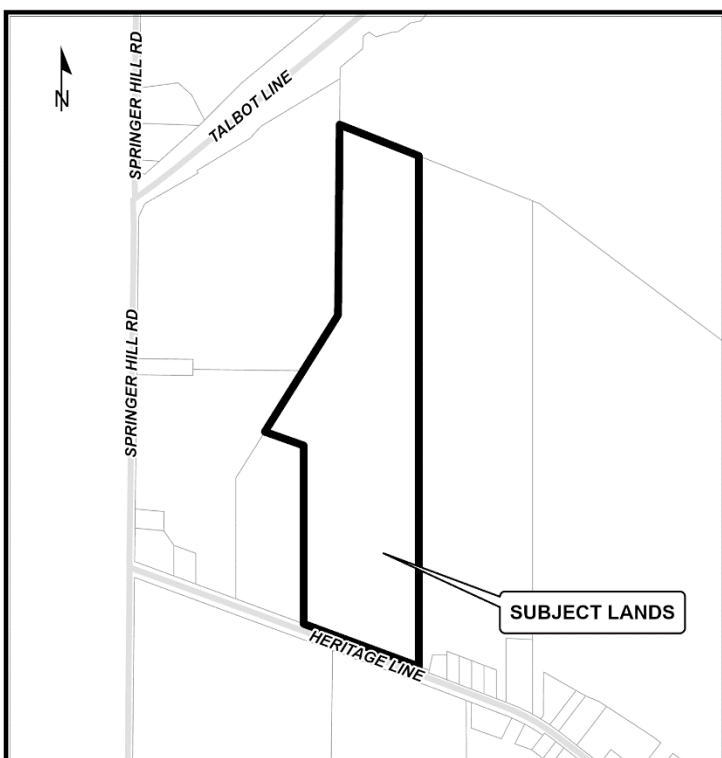 SPRINGER HILL RD
TALBOT LINE
N
SPRINGER HILL RD
SUBJECT LANDS
HERITAGE LINE